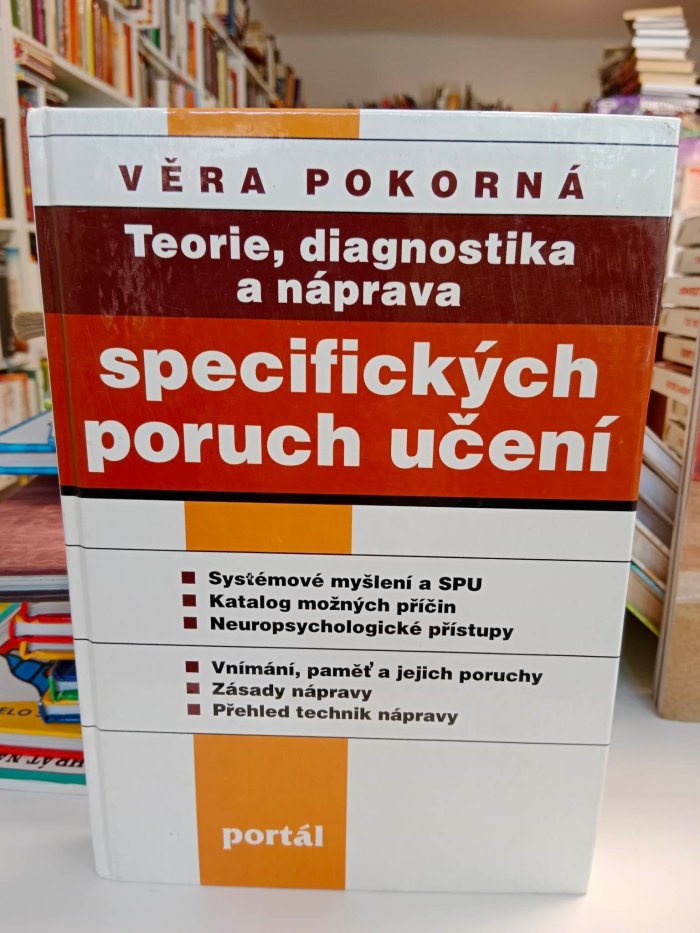 VĚRA POKORNÁ
Teorie, diagnostika
a náprava
specifických
poruch učení
Systémové myšlení a SPU
Katalog možných příčin
Neuropsychologické přístupy
Vnímání, paměť a jejich poruchy
Zásady nápravy
Přehled technik nápravy
portál